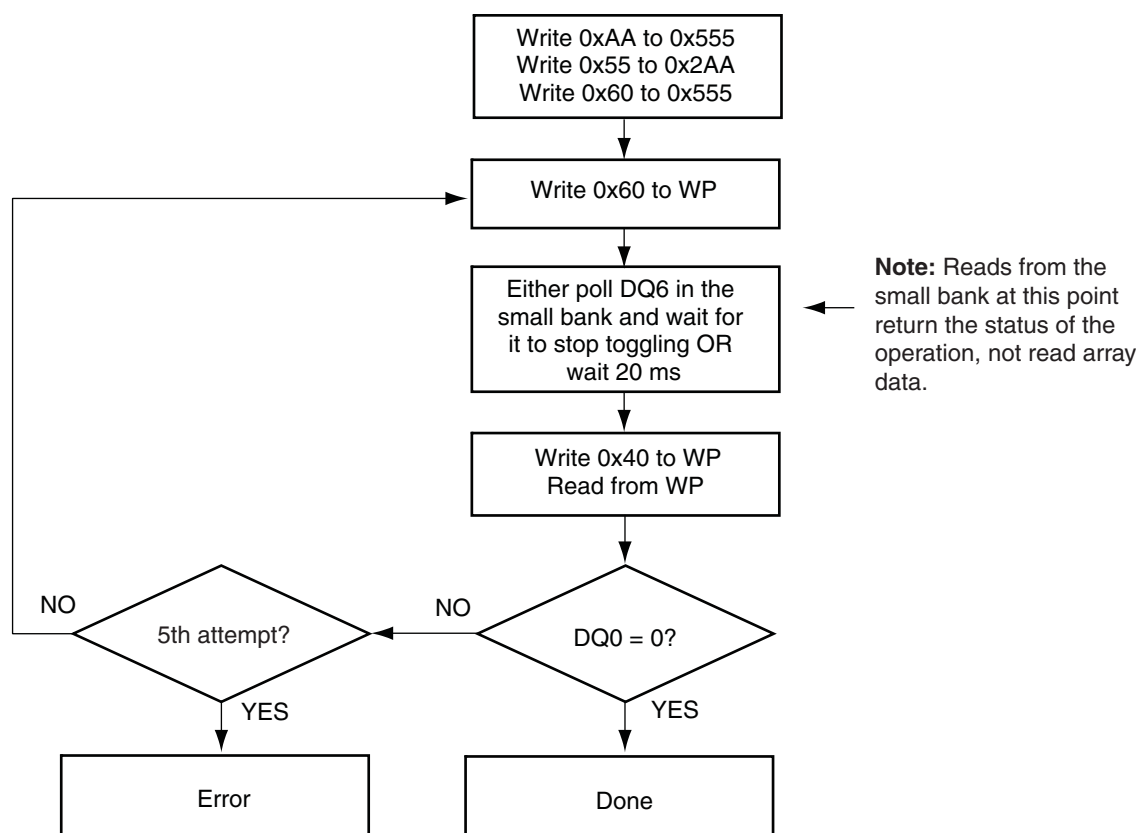 Write 0xAA to 0x555
Write 0x55 to 0x2AA
Write 0x60 to 0x555
Write 0x60 to WP
Either poll DQ6 in the
small bank and wait for
it to stop toggling OR
wait 20 ms
Note: Reads from the
small bank at this point
return the status of the
operation, not read array
data.
Write 0x40 to WP
Read from WP
NO
5th attempt?
NO
DQ0 = 0?
YES
YES
Error
Done